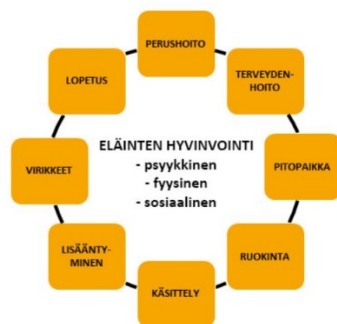 PERUSHOITO
TERVEYDEN-
HOITO
PITOPAIKKA
RUOKINTA
KÄSITTELY
LISÄÄNTY-
MINEN
VIRIKKEET
LOPETUS
ELÄINTEN HYVINVOINTI
- psyykkinen
- fyysinen
- sosiaalinen